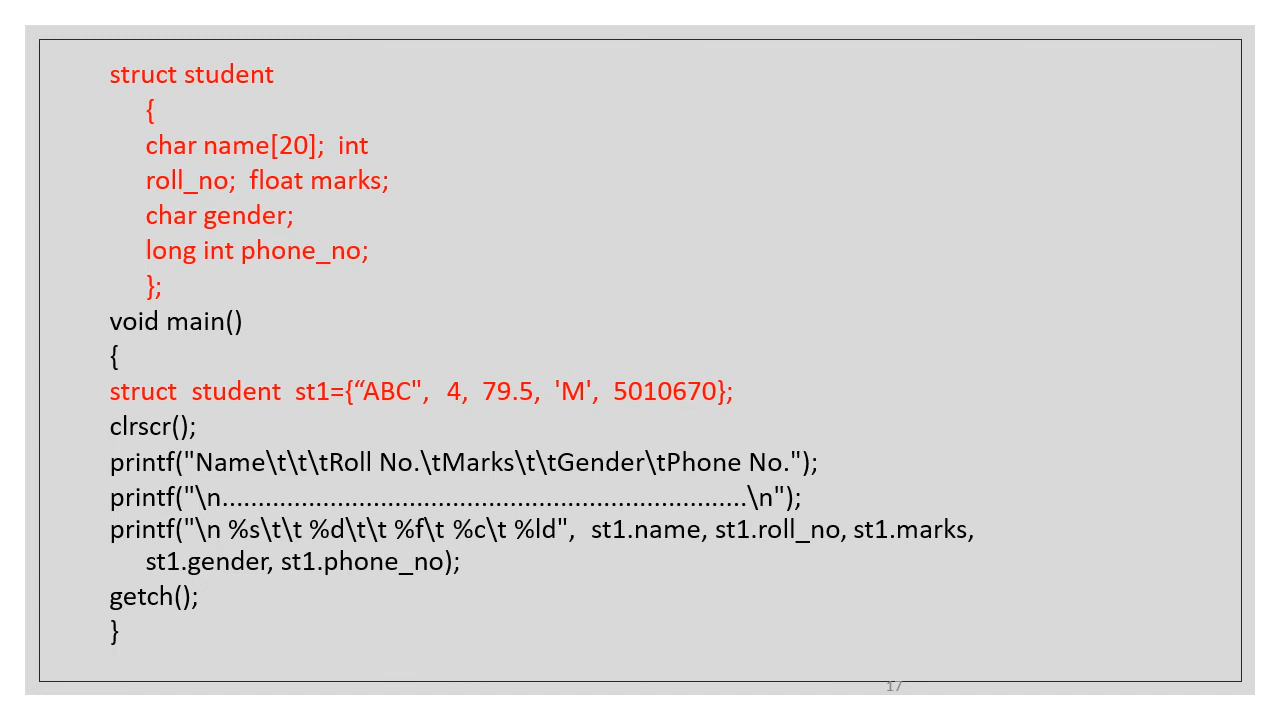 struct student
{
char name[20]; int
roll_no; float marks;
char gender;
long int phone_no;
};
void main()
{
struct student st1={“ABC", 4, 79.5, 'M', 5010670};
clrscr();
printf("Name\t\t\tRoll No.\tMarks\t\tGender\tPhone No.");
printf("\n........................................................................\n");
printf("\n %s\t\t %d\t\t %f\t %c\t %ld", st1.name, st1.roll_no, st1.marks,
st1.gender, st1.phone_no);
getch();
}
17